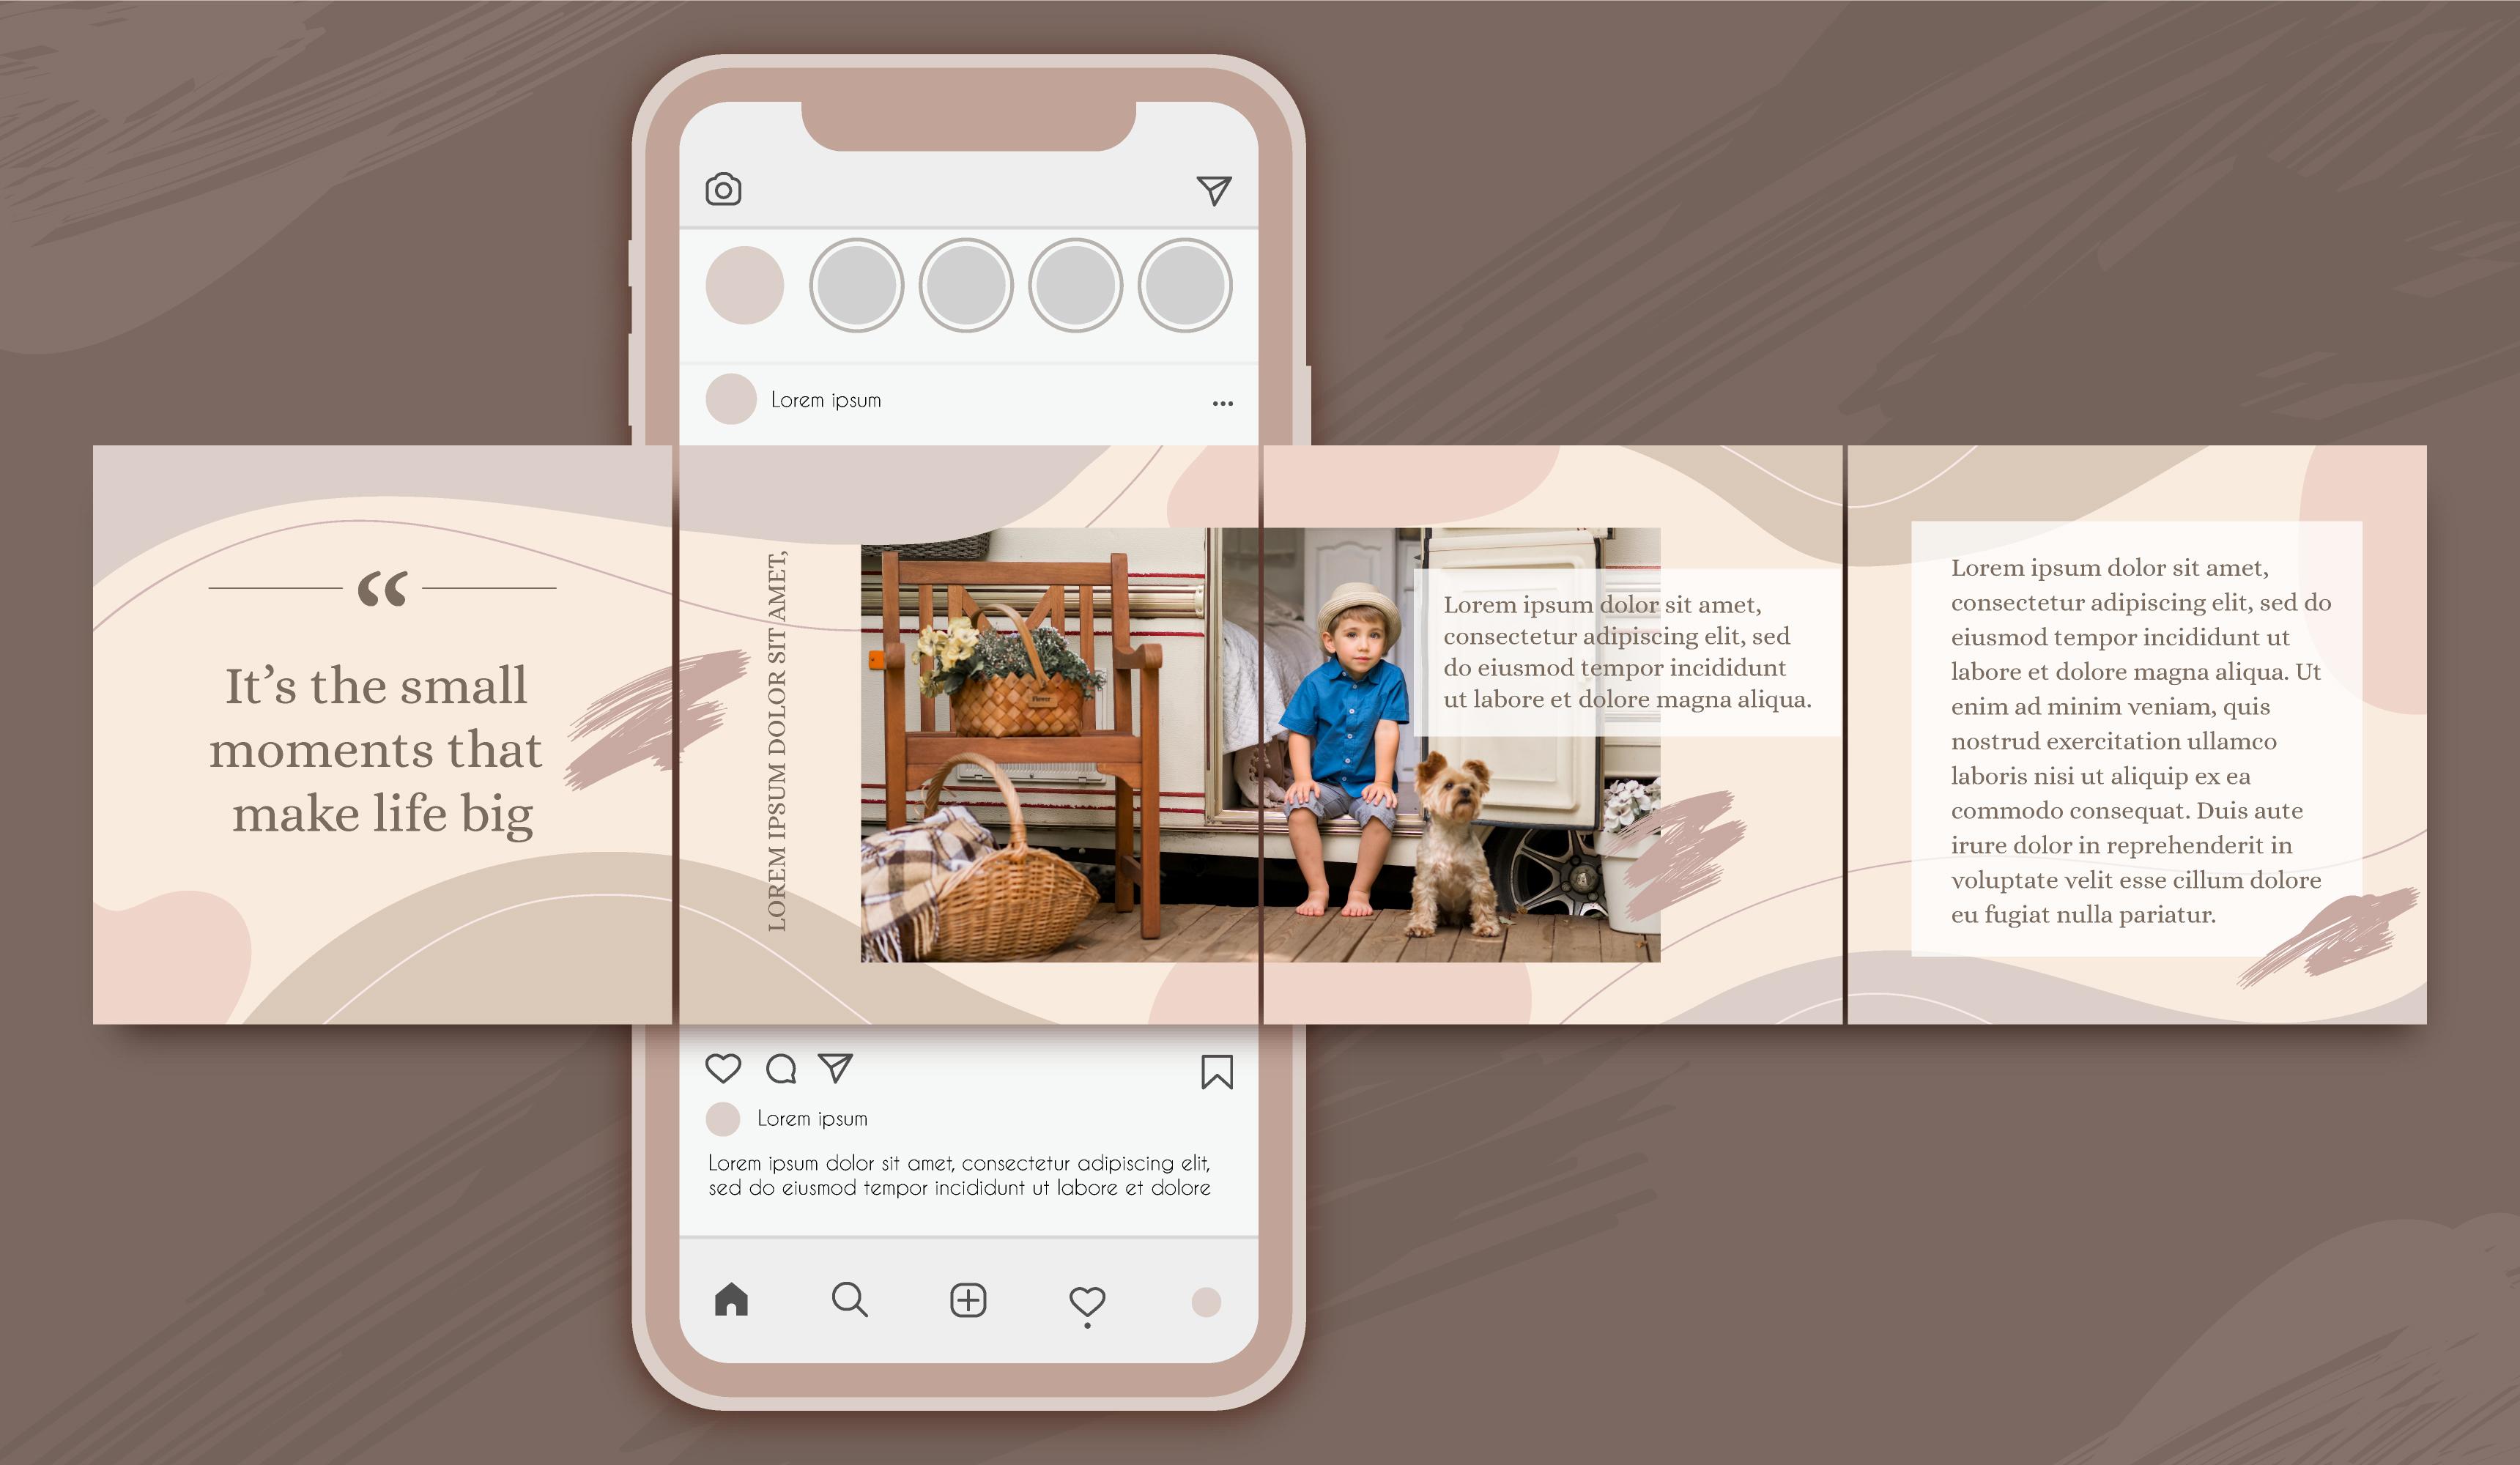 Lorem ipsum
“
It’s the small
moments that
make life big
LOREM IPSUM DOLOR SIT AMET,
Flower
Lorem ipsum dolor sit amet,
consectetur adipiscing elit, sed
do eiusmod tempor incididunt
ut labore et dolore magna aliqua.
Lorem ipsum dolor sit amet,
consectetur adipiscing elit, sed do
eiusmod tempor incididunt ut
labore et dolore magna aliqua. Ut
enim ad minim veniam, quis
nostrud exercitation ullamco
laboris nisi ut aliquip ex ea
commodo consequat. Duis aute
irure dolor in reprehenderit in
voluptate velit esse cillum dolore
eu fugiat nulla pariatur.
Lorem ipsum
Lorem ipsum dolor sit amet, consectetur adipiscing elit,
sed do eiusmod tempor incididunt ut labore et dolore